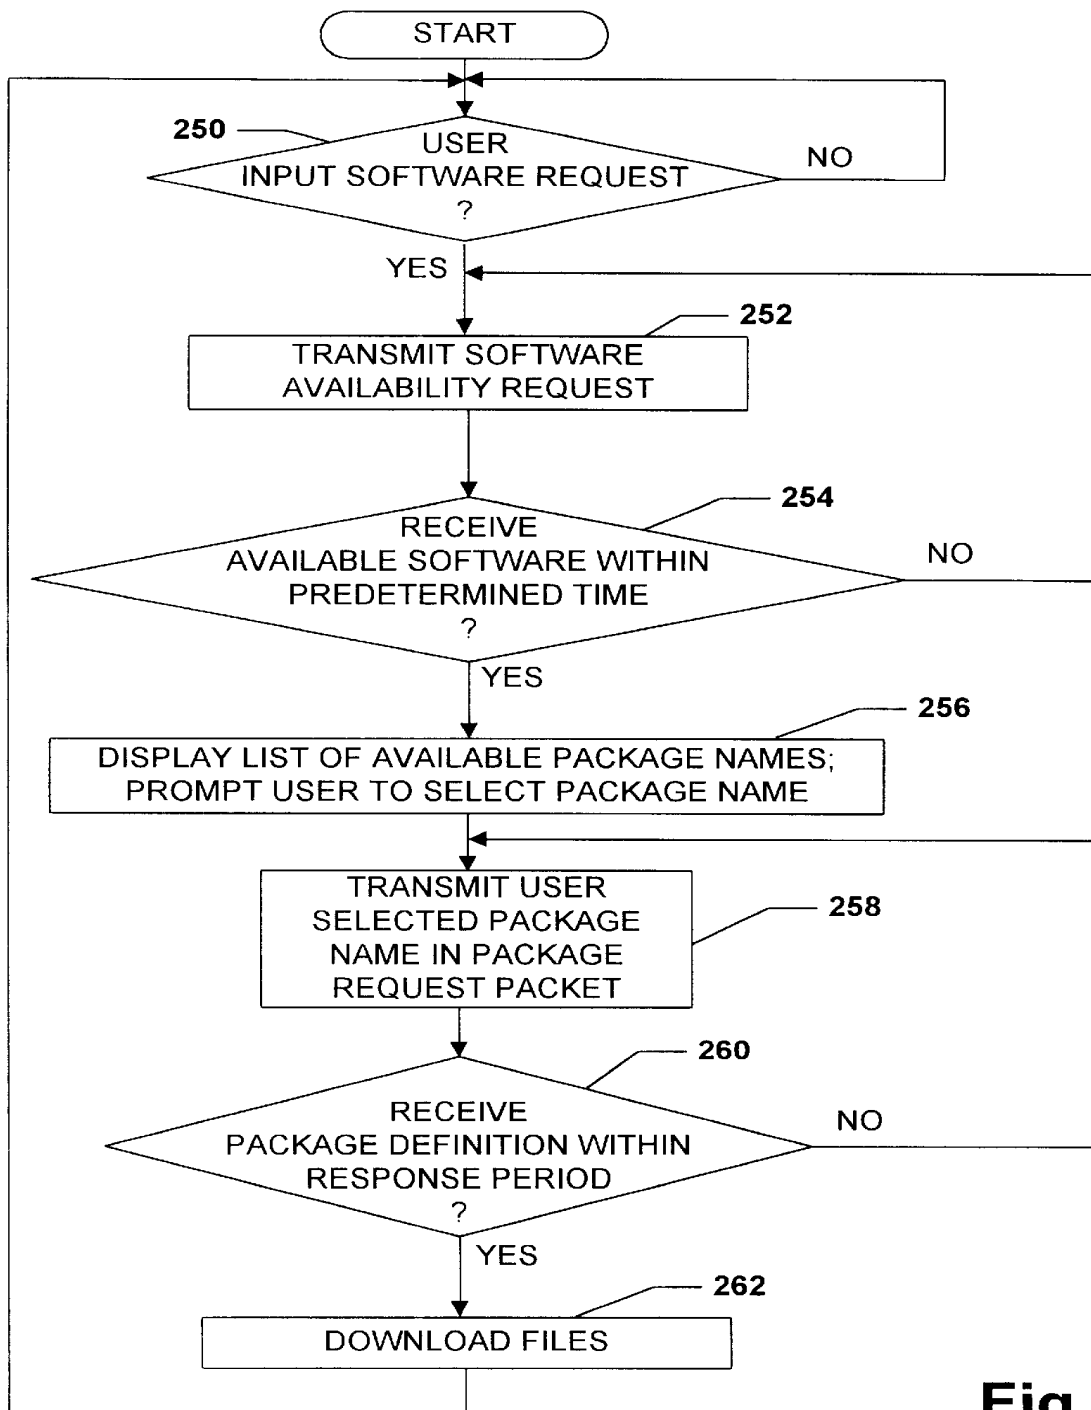 START
250
USER
INPUT SOFTWARE REQUEST
?
NO
YES
252
TRANSMIT SOFTWARE
AVAILABILITY REQUEST
254
RECEIVE
AVAILABLE SOFTWARE WITHIN
PREDETERMINED TIME
?
NO
YES
256
DISPLAY LIST OF AVAILABLE PACKAGE NAMES;
PROMPT USER TO SELECT PACKAGE NAME
258
TRANSMIT USER
SELECTED PACKAGE
NAME IN PACKAGE
REQUEST PACKET
260
RECEIVE
PACKAGE DEFINITION WITHIN
RESPONSE PERIOD
?
NO
YES
262
DOWNLOAD FILES
Fig